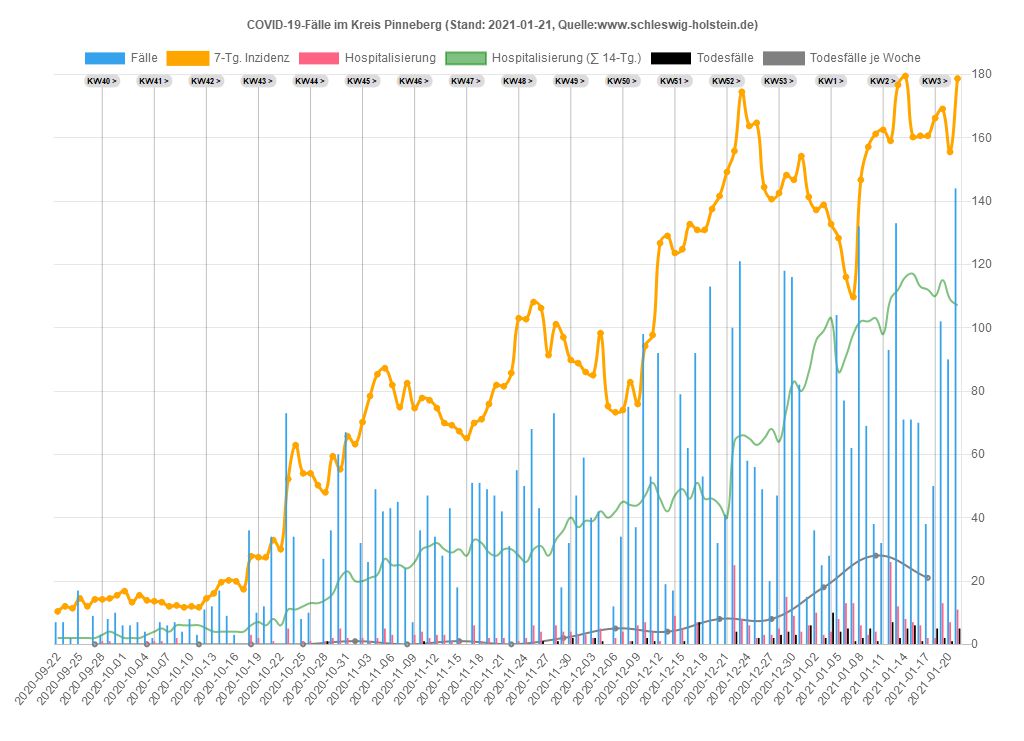 COVID-19-Fälle im Kreis Pinneberg (Stand: 2021-01-21, Quelle:www.schleswig-holstein.de)
Fälle 7-Tg. Inzidenz Hospitalisierung Hospitalisierung (∑ 14-Tg.) Todesfälle Todesfälle je Woche
KW40 > KW41 > KW42 > KW43 > KW44 > KW45 > KW46 > KW47 > KW48 > KW49 > KW50 > KW51 > KW52 > KW53 > KW1 > KW2 > KW3 >
180
160
140
120
100
80
60
40
20
0
2020-09-22 2020-09-25 2020-09-28 2020-10-01 2020-10-04 2020-10-07 2020-10-10 2020-10-13 2020-10-16 2020-10-19 2020-10-22 2020-10-25 2020-10-28 2020-10-31 2020-11-03 2020-11-06 2020-11-09 2020-11-12 2020-11-15 2020-11-18 2020-11-21 2020-11-24 2020-11-27 2020-11-30 2020-12-03 2020-12-06 2020-12-09 2020-12-12 2020-12-15 2020-12-18 2020-12-21 2020-12-24 2020-12-27 2020-12-30 2021-01-02 2021-01-05 2021-01-08 2021-01-11 2021-01-14 2021-01-17 2021-01-20